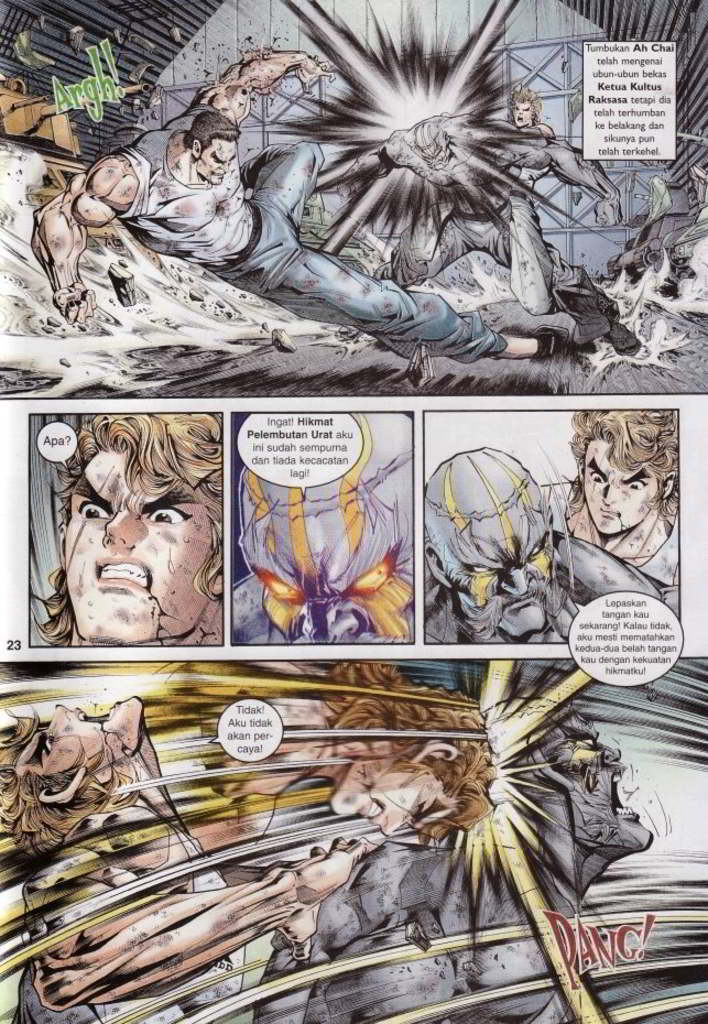 Argh!
Tumbukan Ah Chai
telah mengenai
ubun-ubun bekas
Ketua Kultus
Raksasa tetapi dia
telah terhumban
ke belakang dan
sikunya pun
telah terkehel.
Apa?
Ingat! Hikmat
Pelembutan Urat aku
ini sudah sempurna
dan tiada kecacatan
lagi!
Lepaskan
tangan kau
sekarang! Kalau tidak,
aku mesti mematahkan
kedua-dua belah tangan
kau dengan kekuatan
hikmatku!
23
Tidak!
Aku tidak
akan per-
caya!
PANG!